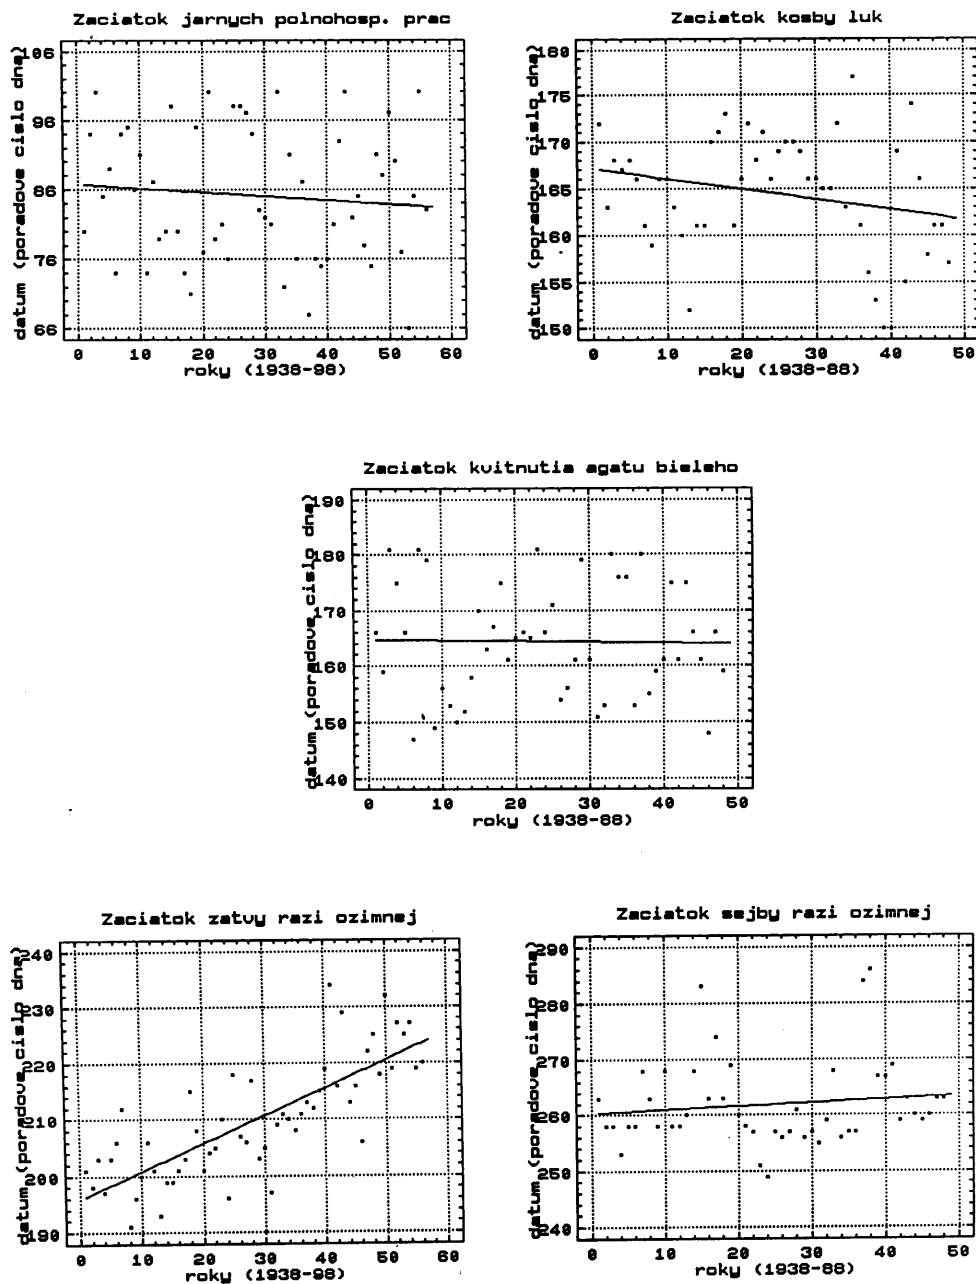 Zaciatok jarnych polnohosp. prac
datum (poradove cislo dna)
106
96
86
76
66
0 10 20 30 40 50 60
roky (1938-98)
Zaciatok kosby luk
datum (poradove cislo dna)
180
175
170
165
160
155
150
0 10 20 30 40 50
roky (1938-88)
Zaciatok kvitnutia agatu bieleho
datum (poradove cislo dna)
190
180
170
160
150
140
0 10 20 30 40 50
roky (1938-88)
Zaciatok zatvy razi ozimnej
datum (poradove cislo dna)
240
230
220
210
200
190
0 10 20 30 40 50 60
roky (1938-98)
Zaciatok sejby razi ozimnej
datum (poradove cislo dna)
290
280
270
260
250
240
0 10 20 30 40 50
roky (1938-88)